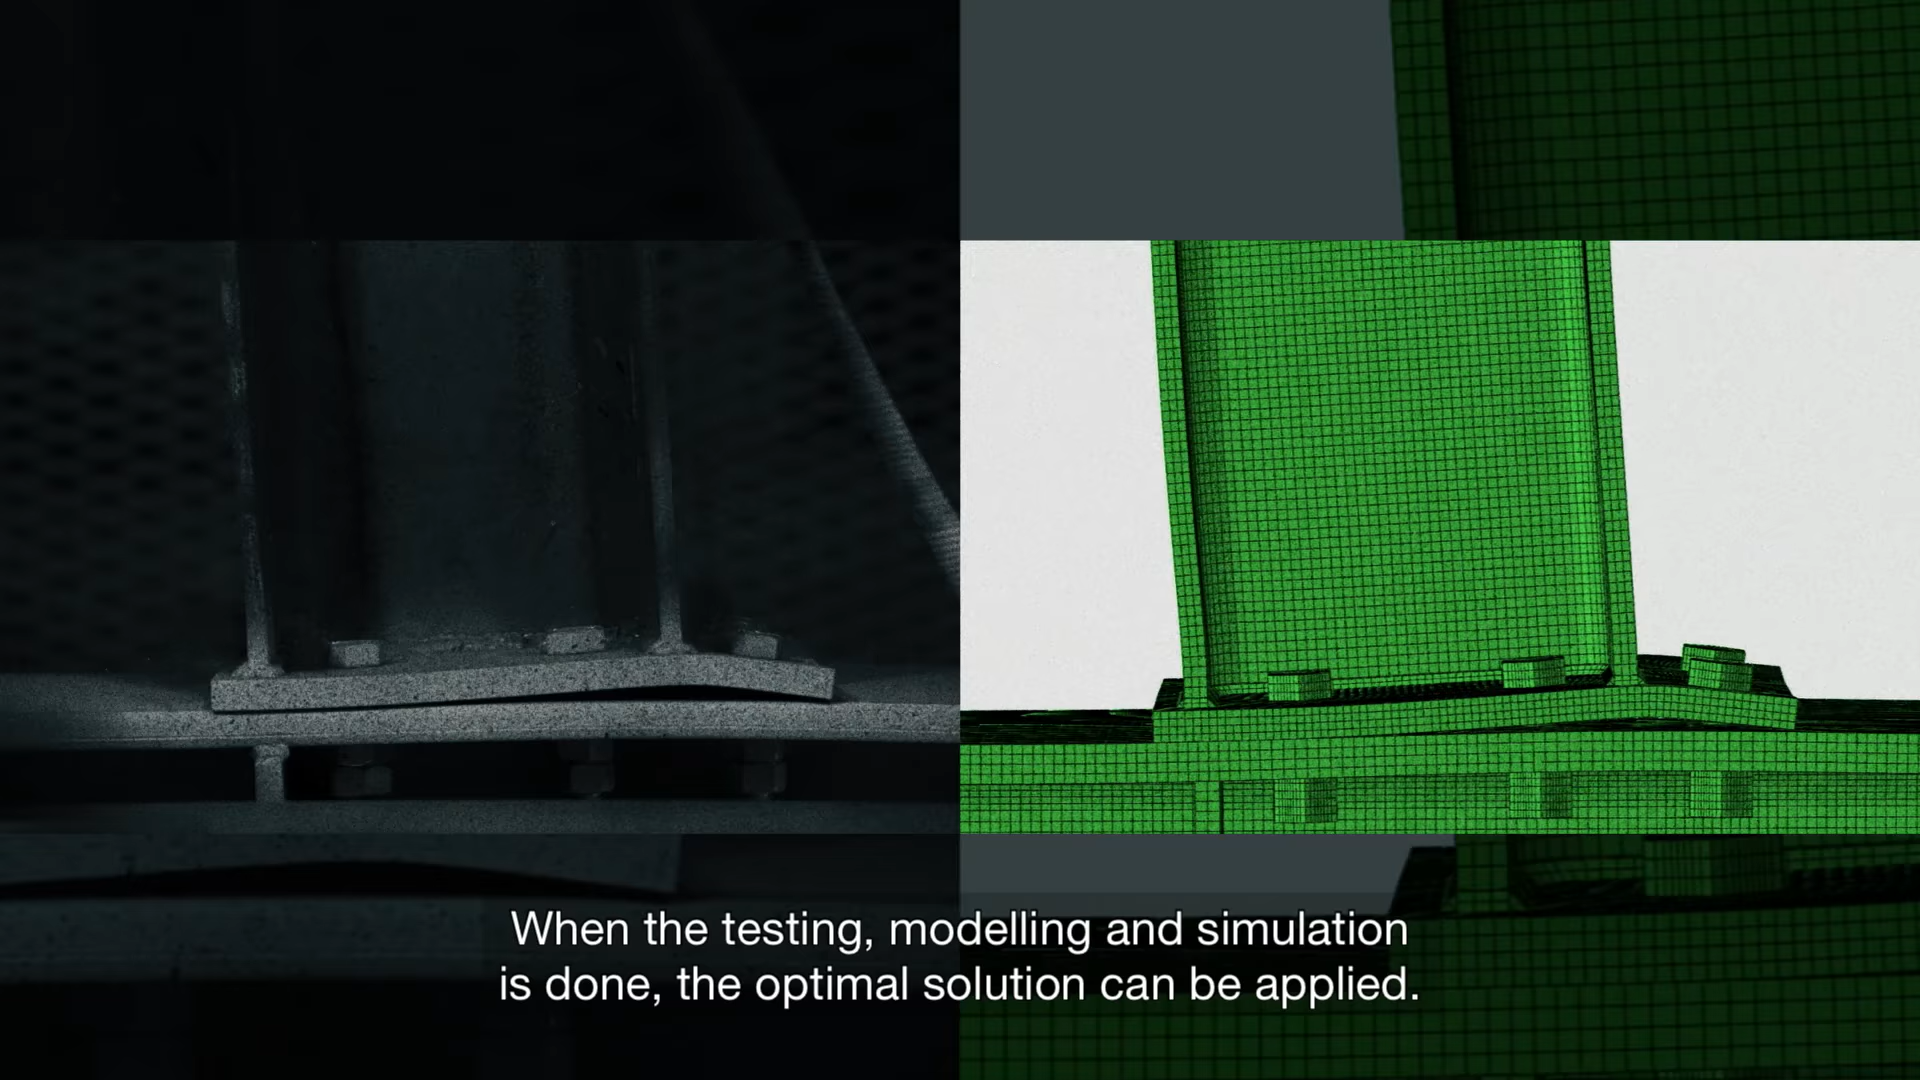 When the testing, modelling and simulation
is done, the optimal solution can be applied.